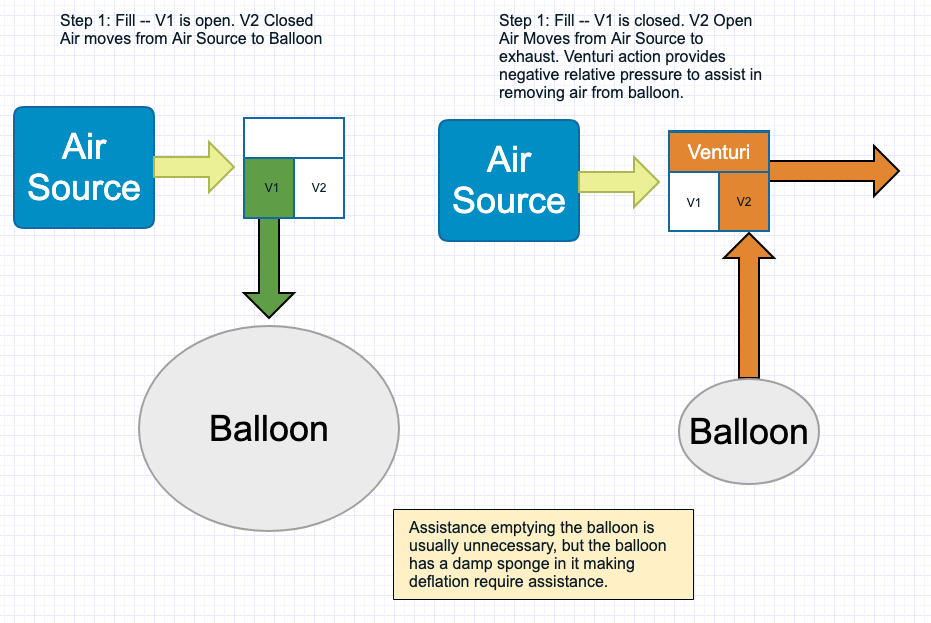 Step 1: Fill -- V1 is open. V2 Closed
Air moves from Air Source to Balloon
Step 1: Fill -- V1 is closed. V2 Open
Air Moves from Air Source to
exhaust. Venturi action provides
negative relative pressure to assist in
removing air from balloon.
Air
Source
V1
V2
Balloon
Air
Source
Venturi
V1
V2
Balloon
Assistance emptying the balloon is
usually unnecessary, but the balloon
has a damp sponge in it making
deflation require assistance.